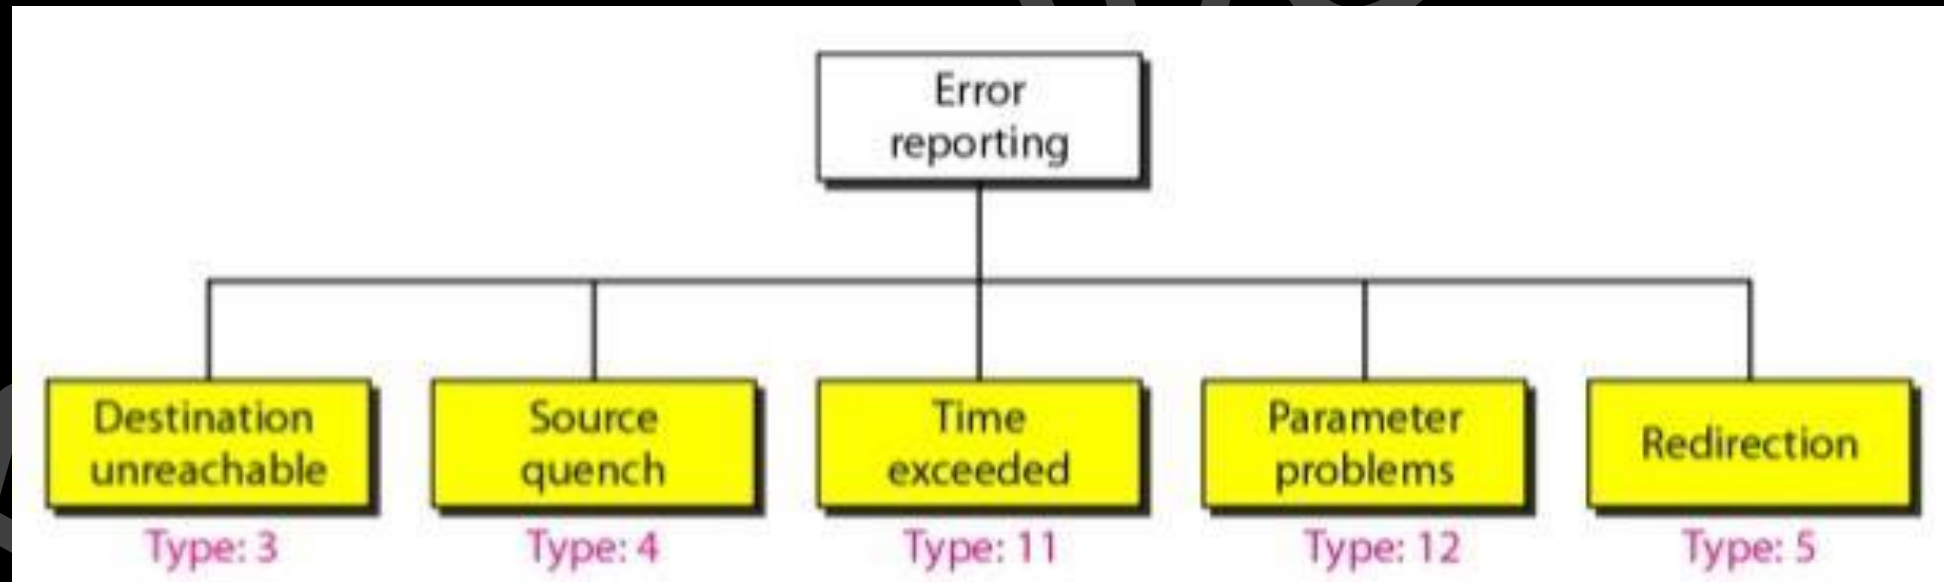 Error
reporting
Destination
unreachable
Source
quench
Time
exceeded
Parameter
problems
Redirection
Type: 3
Type: 4
Type: 11
Type: 12
Type: 5